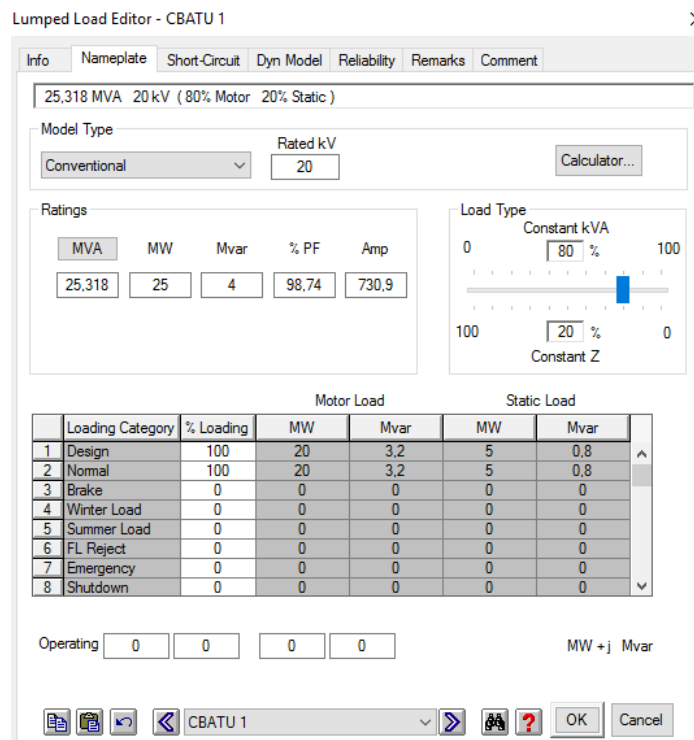 Lumped Load Editor - CBATU 1
Info Nameplate Short-Circuit Dyn Model Reliability Remarks Comment
25,318 MVA 20 kV ( 80% Motor 20% Static )
Model Type
Rated kV
Conventional 20 Calculator...
Ratings
MVA MW Mvar % PF Amp
25,318 25 4 98,74 730,9
Load Type
Constant kVA
0 80 % 100
100 20 % 0
Constant Z
Motor Load Static Load
Loading Category % Loading MW Mvar MW Mvar
1 Design 100 20 3,2 5 0,8
2 Normal 100 20 3,2 5 0,8
3 Brake 0 0 0 0 0
4 Winter Load 0 0 0 0 0
5 Summer Load 0 0 0 0 0
6 FL Reject 0 0 0 0 0
7 Emergency 0 0 0 0 0
8 Shutdown 0 0 0 0 0
Operating 0 0 0 0 MW +j Mvar
CBATU 1 ? OK Cancel